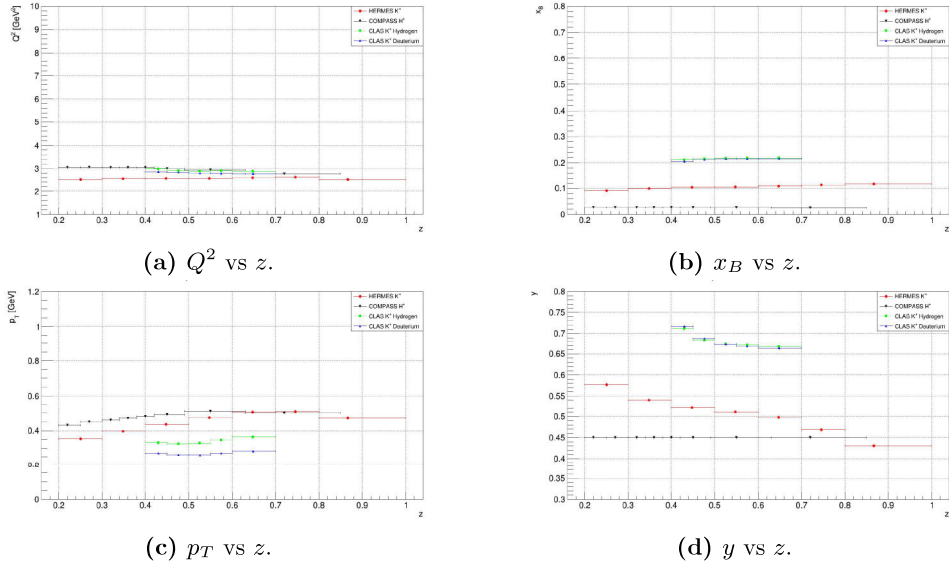 Q² [GeV²]
10
9
8
7
6
5
4
3
2
1
0.2 0.3 0.4 0.5 0.6 0.7 0.8 0.9 1
z
HERMES K⁺
COMPASS H⁺
CLAS K⁺ Hydrogen
CLAS K⁺ Deuterium
(a) Q² vs z.
x_B
0.8
0.6
0.4
0.2
0.1
0
0.2 0.3 0.4 0.5 0.6 0.7 0.8 0.9 1
z
HERMES K⁺
COMPASS H⁺
CLAS K⁺ Hydrogen
CLAS K⁺ Deuterium
(b) x_B vs z.
p_T [GeV]
1.2
1
0.8
0.6
0.4
0.2
0
0.2 0.3 0.4 0.5 0.6 0.7 0.8 0.9 1
z
HERMES K⁺
COMPASS H⁺
CLAS K⁺ Hydrogen
CLAS K⁺ Deuterium
(c) p_T vs z.
y
0.8
0.75
0.7
0.65
0.6
0.55
0.5
0.45
0.4
0.35
0.3
0.2 0.3 0.4 0.5 0.6 0.7 0.8 0.9 1
z
HERMES K⁺
COMPASS H⁺
CLAS K⁺ Hydrogen
CLAS K⁺ Deuterium
(d) y vs z.